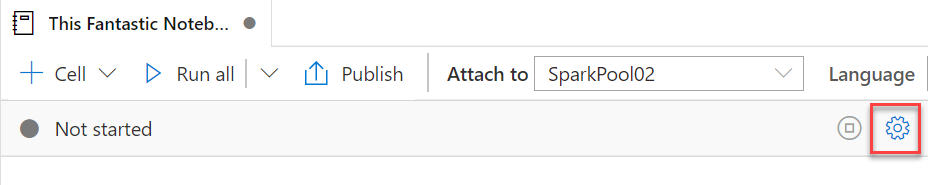 This Fantastic Noteb...
Cell Run all Publish Attach to SparkPool02 Language
Not started